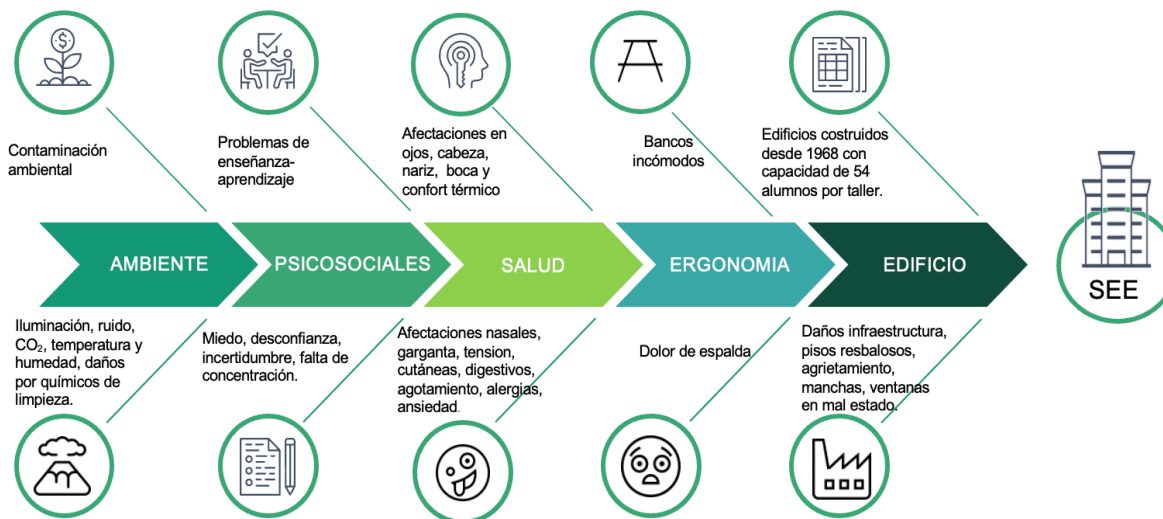 Contaminación
ambiental
Problemas de
enseñanza-
aprendizaje
Afectaciones en
ojos, cabeza,
nariz, boca y
confort térmico
Bancos
incómodos
Edificios costruidos
desde 1968 con
capacidad de 54
alumnos por taller.
AMBIENTE
PSICOSOCIALES
SALUD
ERGONOMIA
EDIFICIO
SEE
Iluminación, ruido,
CO₂, temperatura y
humedad, daños
por químicos de
limpieza.
Miedo, desconfianza,
incertidumbre, falta de
concentración.
Afectaciones nasales,
garganta, tension,
cutáneas, digestivos,
agotamiento, alergias,
ansiedad.
Dolor de espalda
Daños infraestructura,
pisos resbalosos,
agrietamiento,
manchas, ventanas
en mal estado.